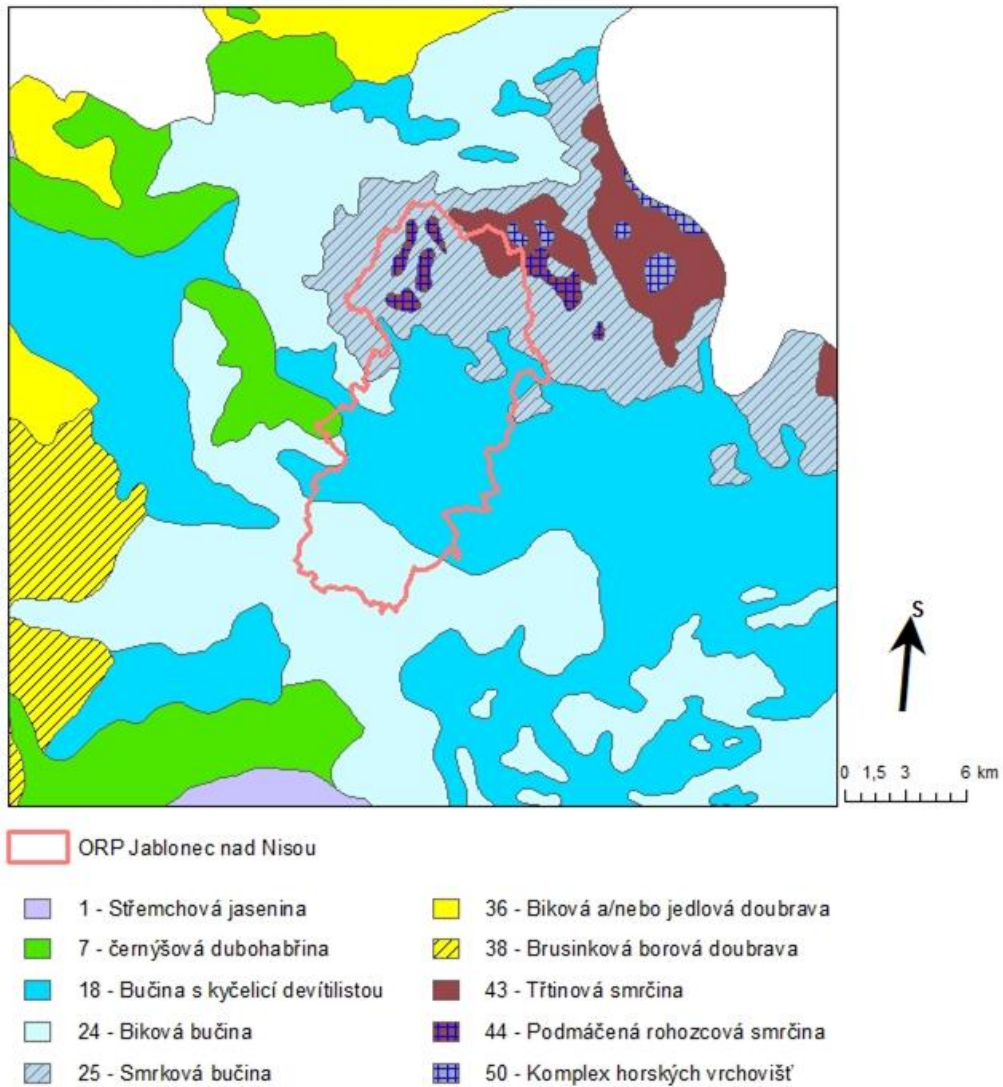 S
0 1,5 3 6 km
ORP Jablonec nad Nisou
1 - Střemchová jasenina
7 - černýšová dubohabřina
18 - Bučina s kyčelicí devítilistou
24 - Biková bučina
25 - Smrková bučina
36 - Biková a/nebo jedlová doubrava
38 - Brusinková borová doubrava
43 - Třtinová smrčina
44 - Podmáčená rohozcová smrčina
50 - Komplex horských vrchovišť